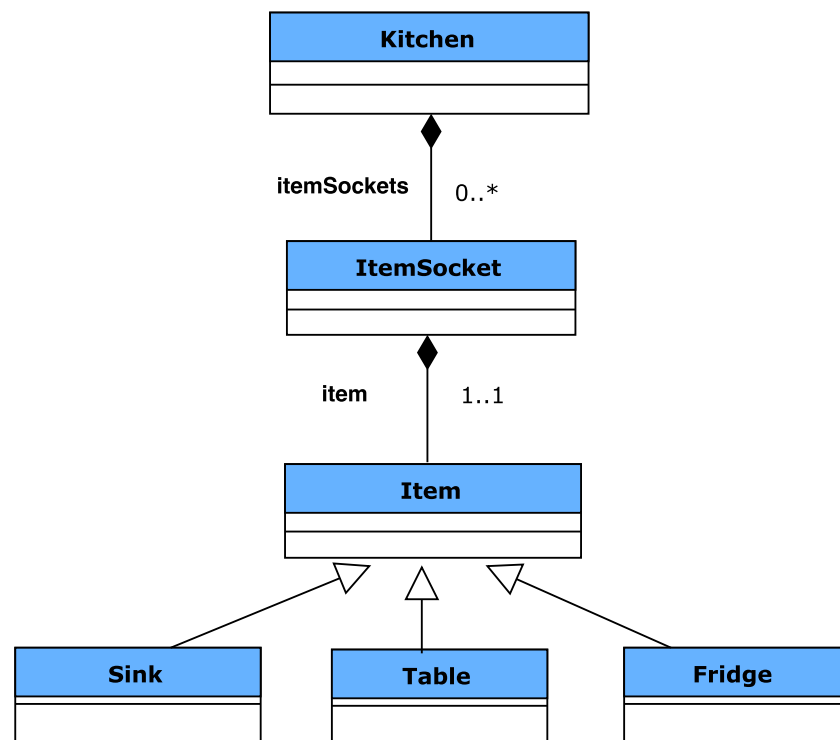 Kitchen
itemSockets
0..*
ItemSocket
item
1..1
Item
Sink
Table
Fridge